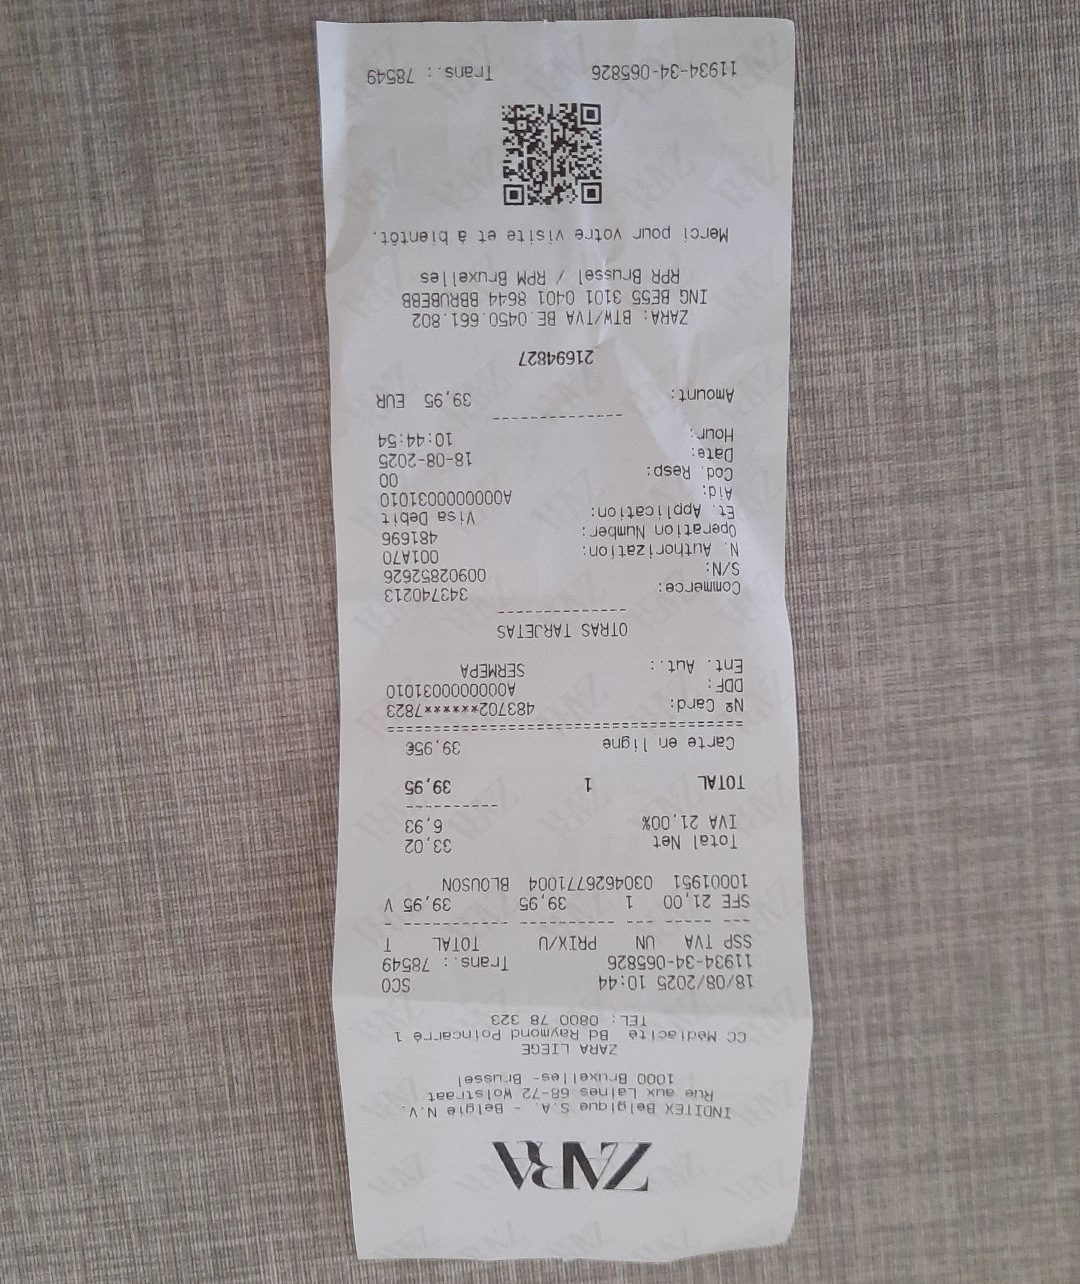 ZARA
INDITEX Belgique S.A. - Belgie N.V.
Rue aux Laines 68-72 Wolstraat
1000 Bruxelles- Brussel
ZARA LIEGE
CC Médiacité Bd Raymond Poincarré 1
TEL: 0800 78 323
18/08/2025 10:44 SCO
11934-34-065826 Trans.: 78549
SSP TVA UN PRIX/U TOTAL T
SFE 21,00 1 39,95 39,95 V
10001951 0304626771004 BLOUSON
Total Net 33,02
IVA 21,00% 6,93
TOTAL 1 39,95
Carte en ligne 39,95€
Nº Card: 483702******7823
DDF: A0000000031010
Ent. Aut.: SERMEPA
OTRAS TARJETAS
Commerce: 343740213
S/N: 00902852626
N. Authorization: 001A70
Operation Number: 481696
Et. Application: Visa Debit
Aid: A0000000031010
Cod. Resp: 00
Date: 18-08-2025
Hour: 10:44:54
Amount: 39,95 EUR
21694827
ZARA: BTW/TVA BE.0450.661.802
ING BE55 3101 0401 8644 BBRUBEBB
RPR Brussel / RPM Bruxelles
Merci pour votre visite et à bientôt.
11934-34-065826 Trans.: 78549